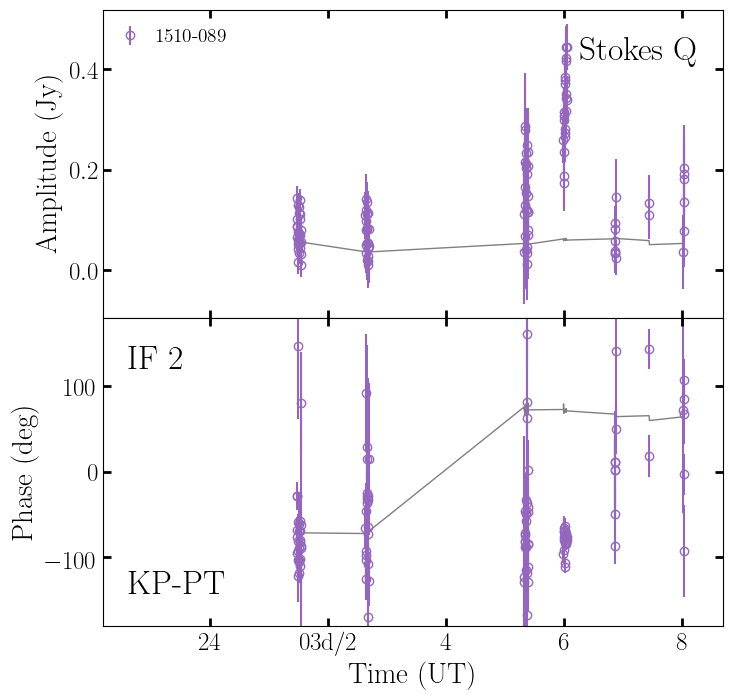 1510-089
Stokes Q
Amplitude (Jy)
0.4
0.2
0.0
IF 2
KP-PT
Phase (deg)
100
0
−100
24
03d/2
4
6
8
Time (UT)